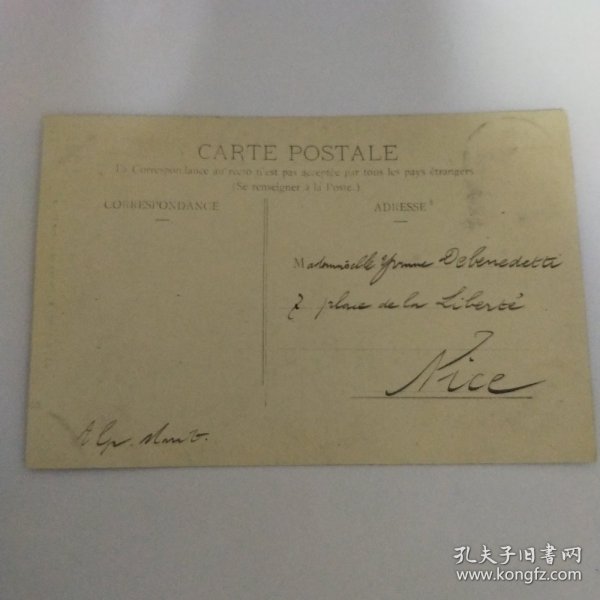 CARTE POSTALE
La Correspondance au recto n'est pas acceptée par tous les pays étrangers
(Se renseigner à la Poste.)
CORRESPONDANCE
ADRESSE
Mademoiselle Yvonne Debenedetti
7 place de la Liberté
Nice
孔夫子旧书网
www.kongfz.com